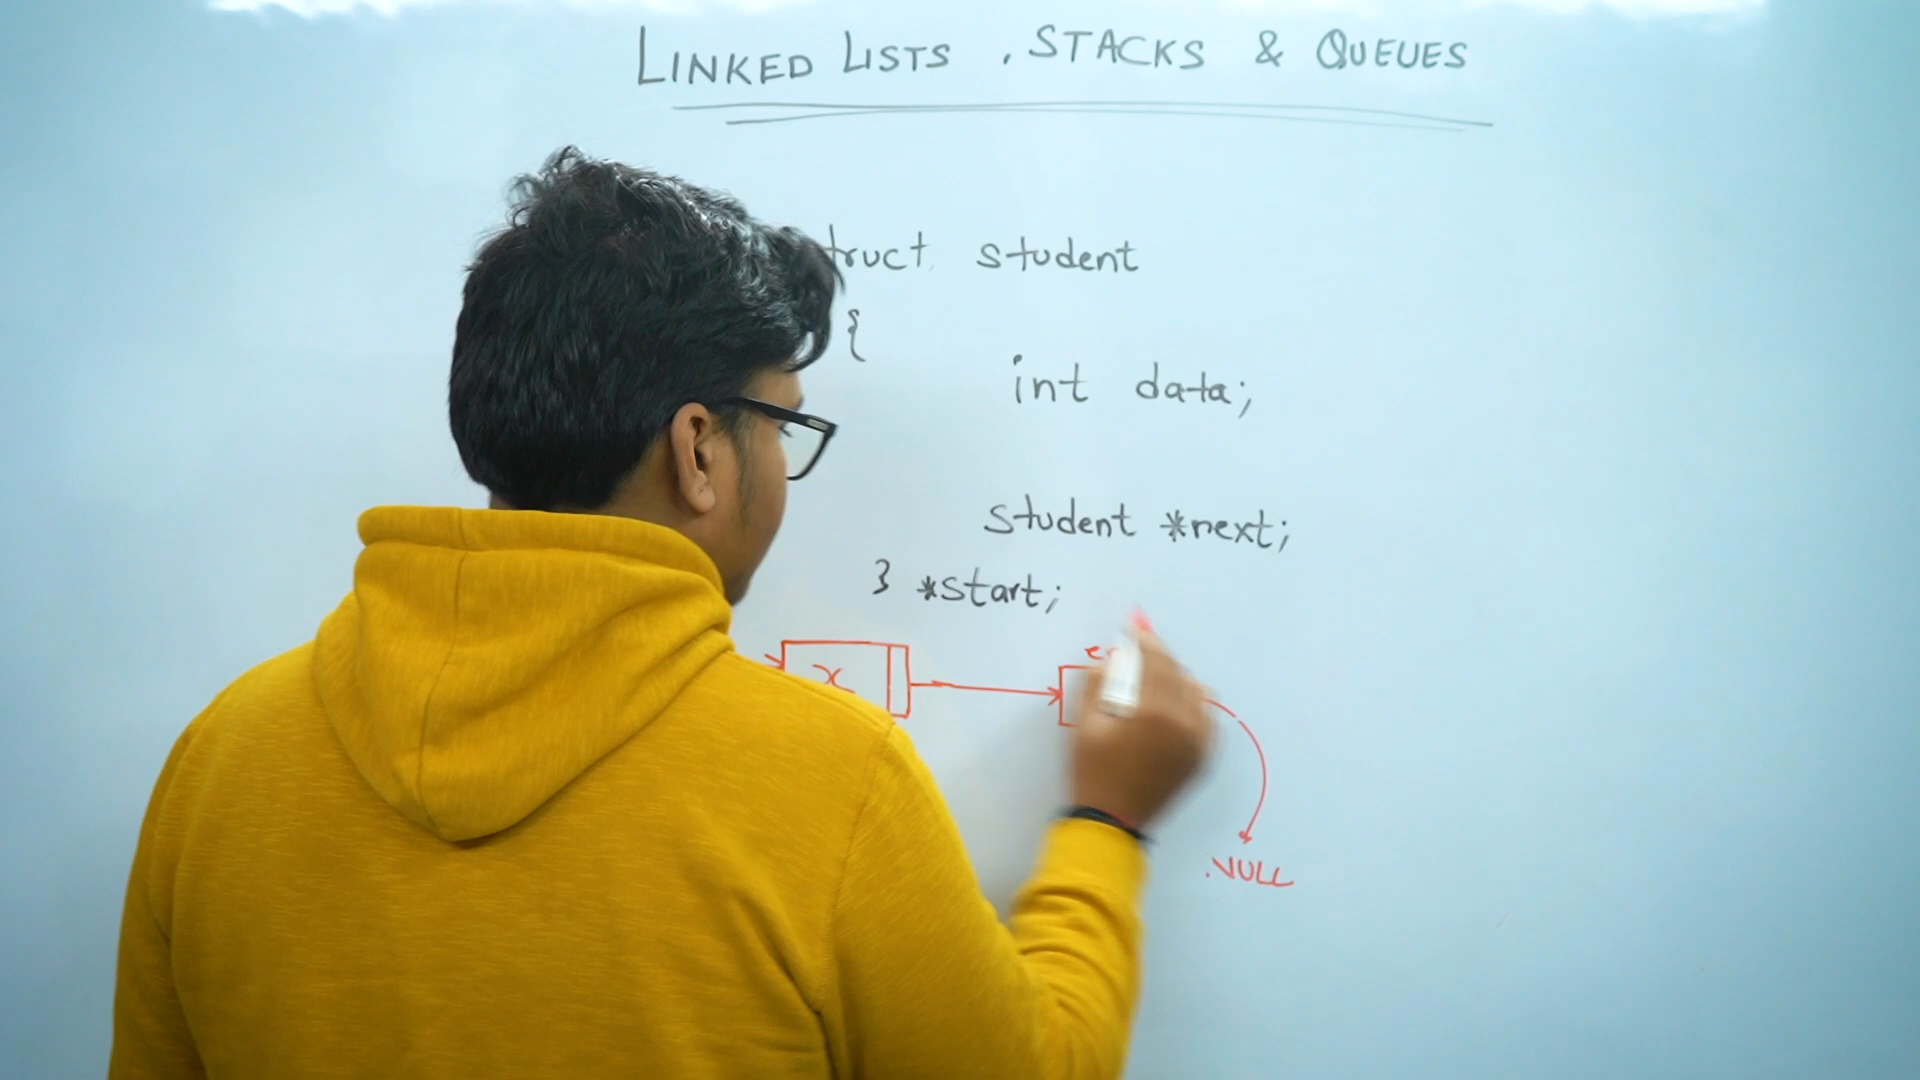 LINKED LISTS , STACKS & QUEUES
truct student
{
int data;
student *next;
} *start;
x
NULL